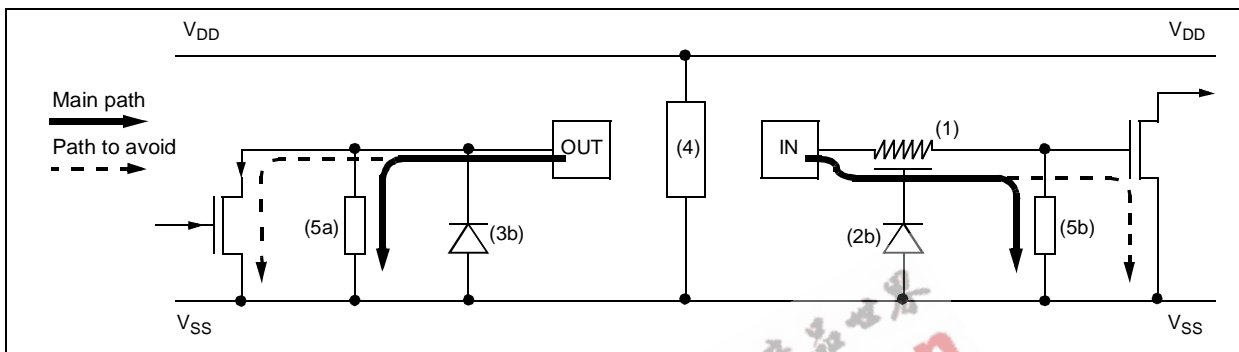 VDD
VDD
Main path
Path to avoid
OUT
(4)
IN
(1)
(5a)
(3b)
(2b)
(5b)
VSS
VSS